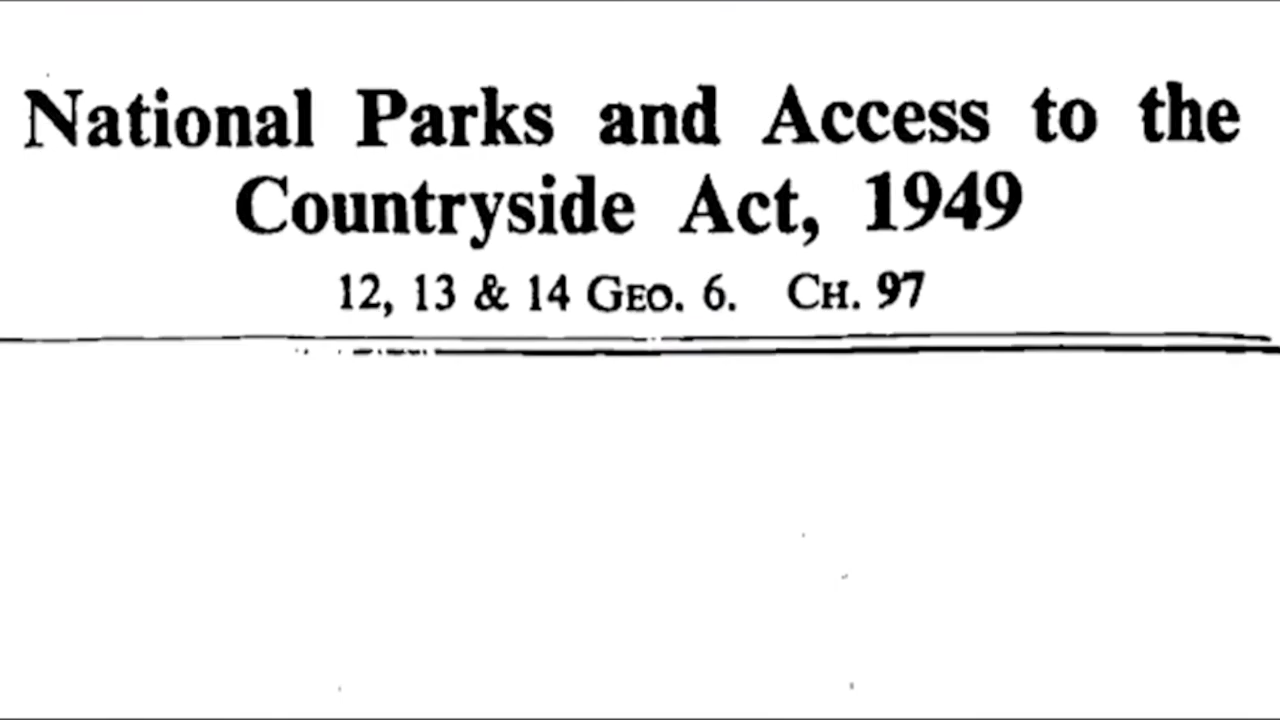 National Parks and Access to the
Countryside Act, 1949
12, 13 & 14 GEO. 6. CH. 97